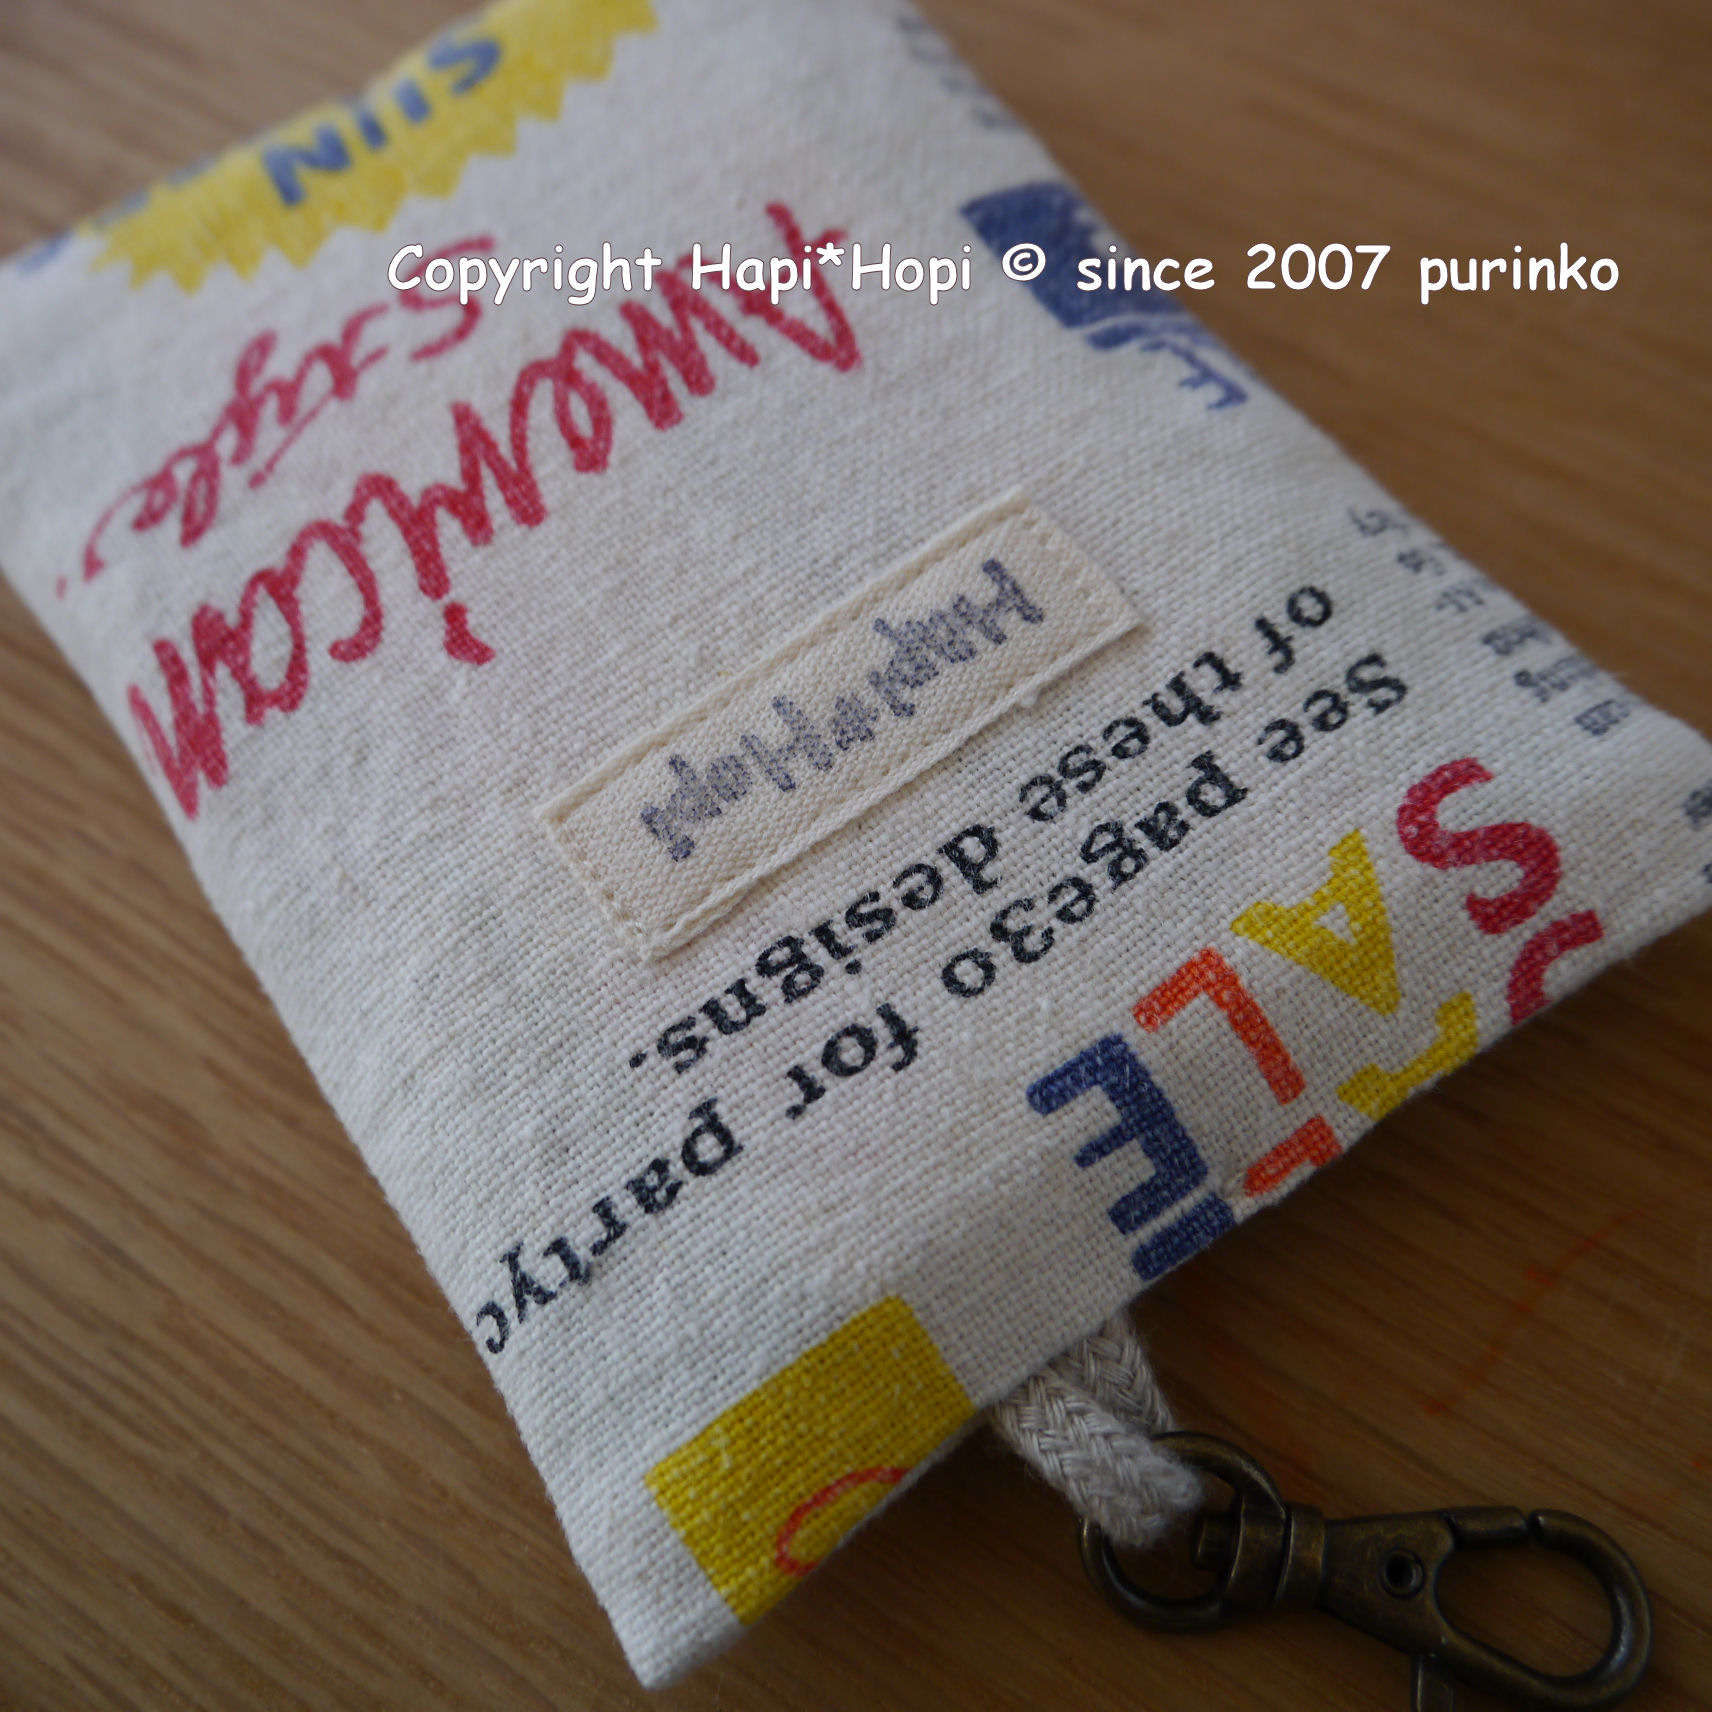 Copyright Hapi*Hopi © since 2007 purinko
SALE
See page30 for partyc
of these designs.
Hapi*Hopi
American
Style.